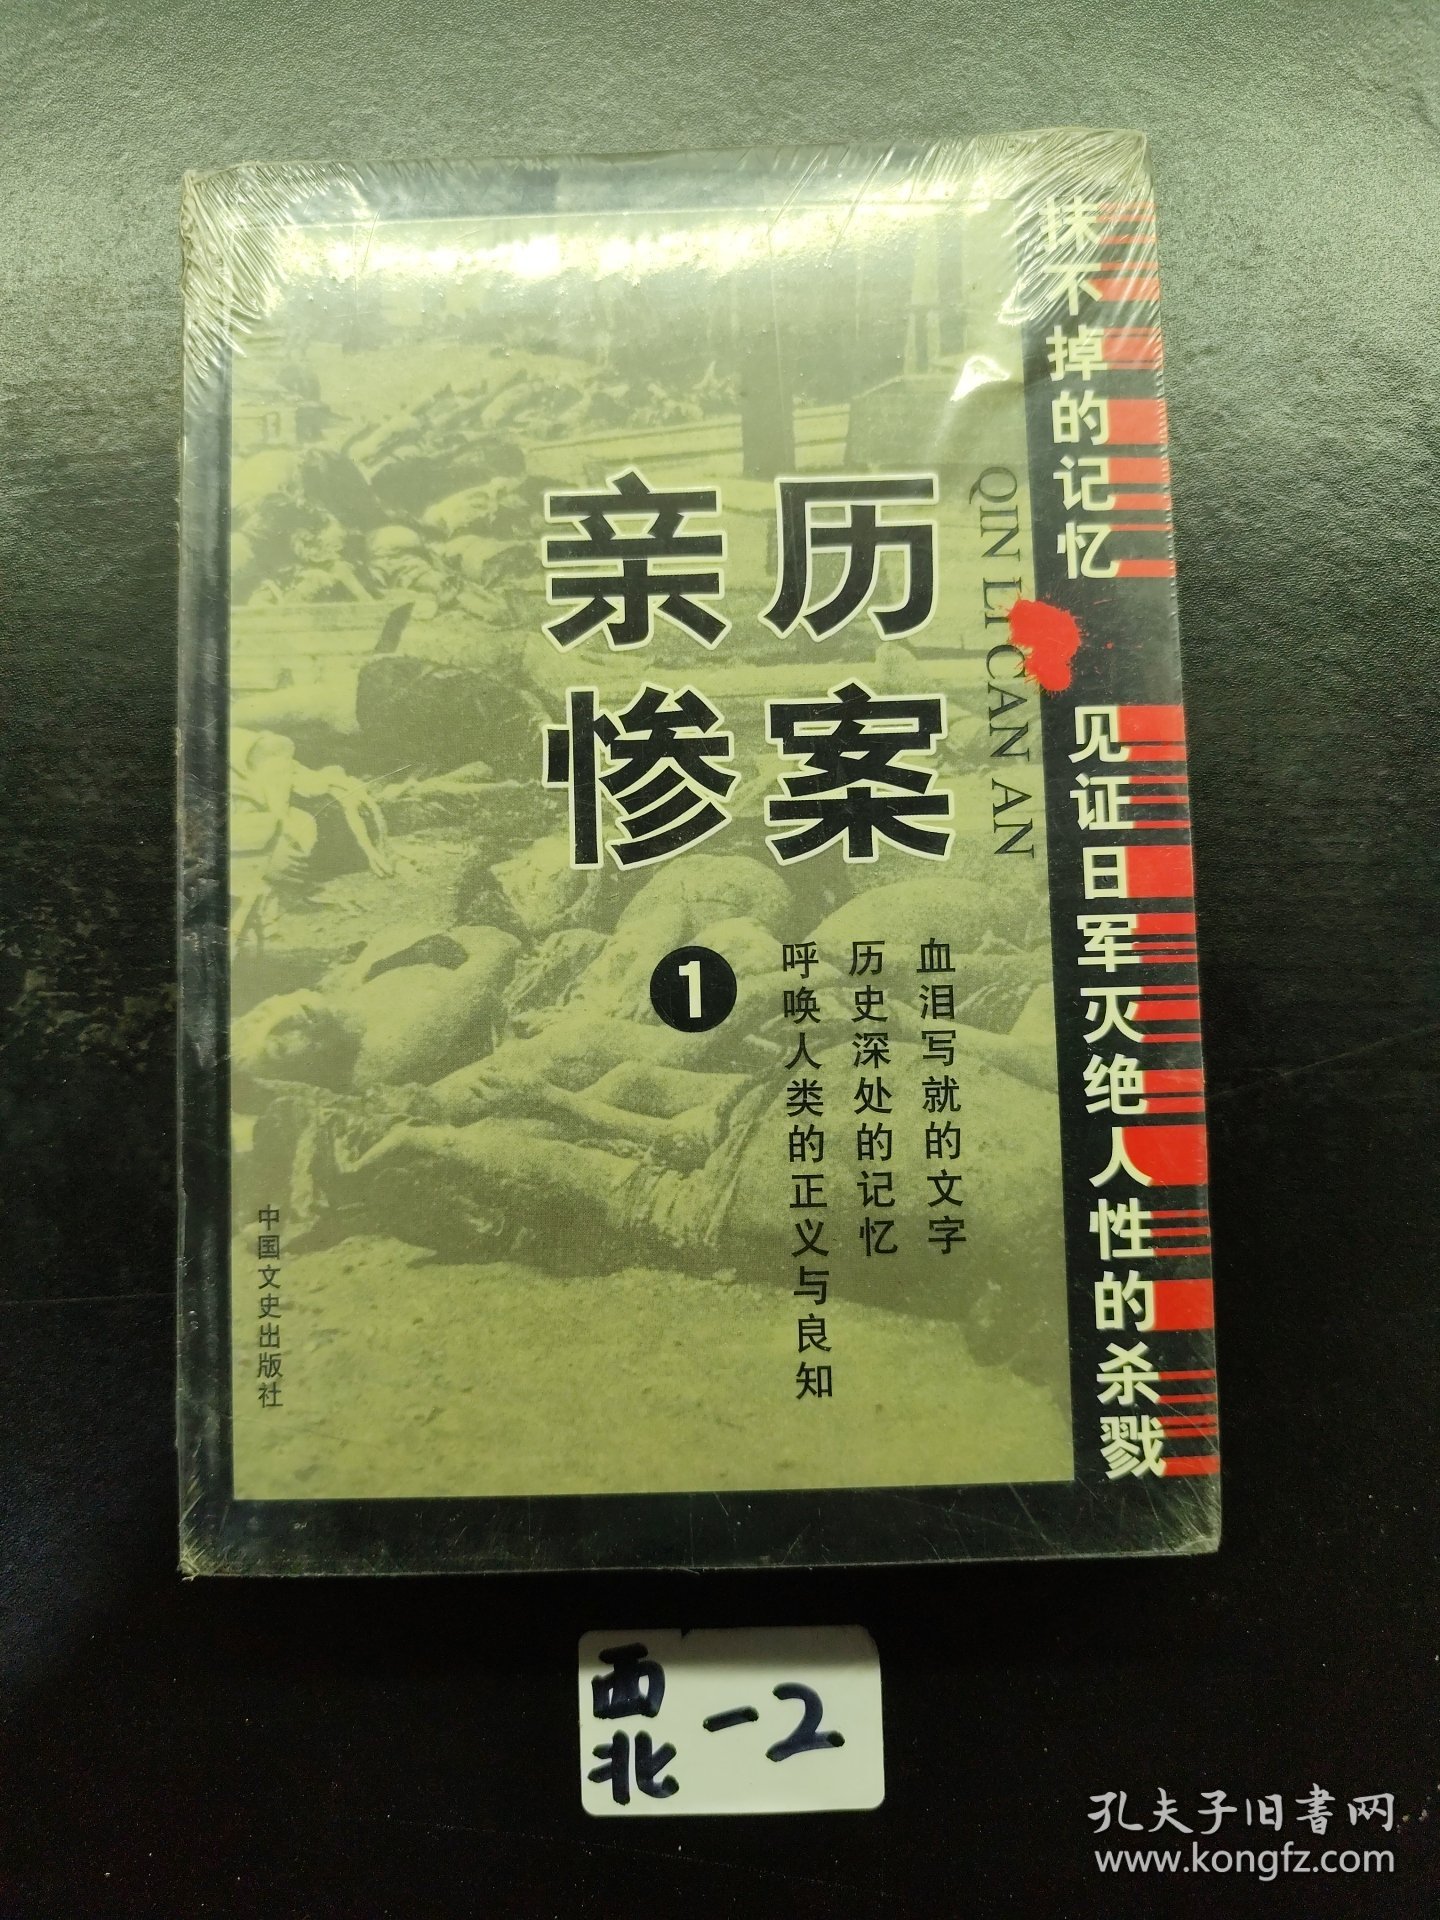 抹不掉的记忆 见证日军灭绝人性的杀戮
QIN LI CAN AN
亲历
惨案
1
血泪写就的文字
历史深处的记忆
呼唤人类的正义与良知
中国文史出版社
西北-2
孔夫子旧書网
www.kongfz.com